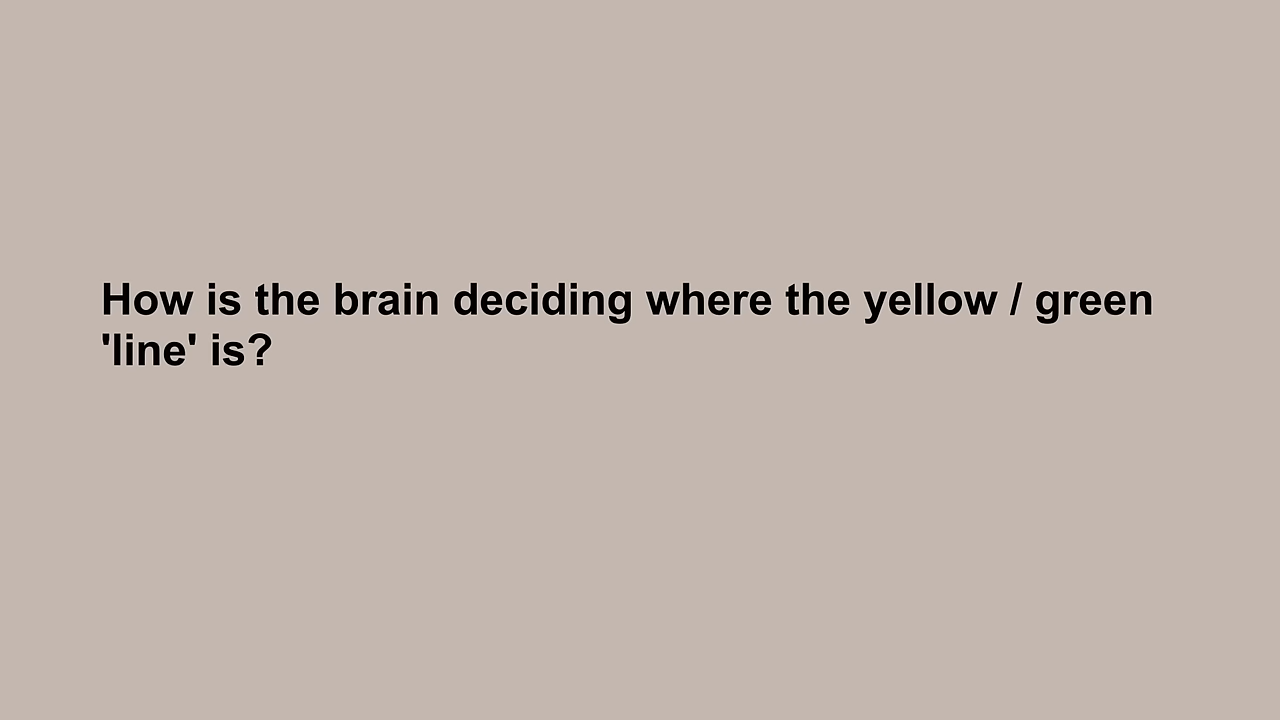 How is the brain deciding where the yellow / green
'line' is?